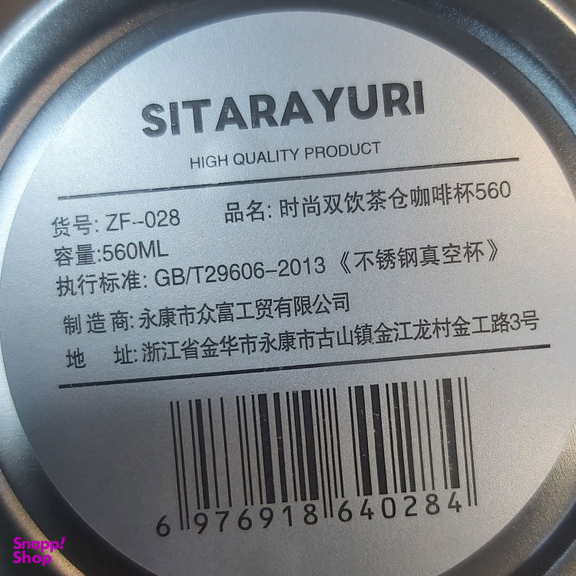 SITARAYURI
HIGH QUALITY PRODUCT
货号: ZF--028 品名: 时尚双饮茶仓咖啡杯560
容量:560ML
执行标准: GB/T29606-2013 《不锈钢真空杯》
制造商: 永康市众富工贸有限公司
地 址: 浙江省金华市永康市古山镇金江龙村金工路3号
6 976918 640284
Snapp!
Shop